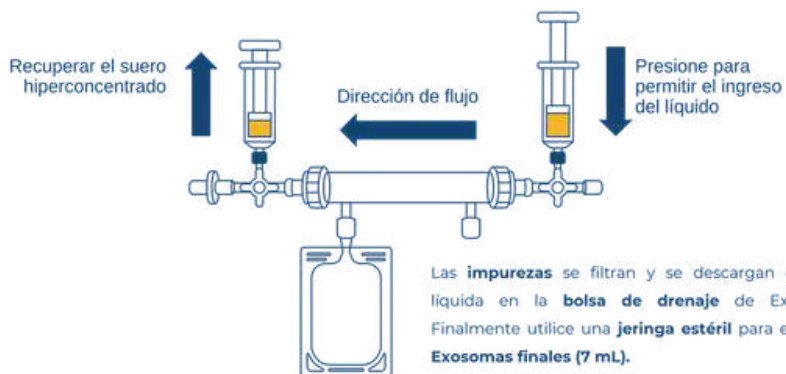 Recuperar el suero
hiperconcentrado
Dirección de flujo
Presione para
permitir el ingreso
del líquido
Las impurezas se filtran y se descargan
líquida en la bolsa de drenaje de
Finalmente utilice una jeringa estéril para
Exosomas finales (7 mL).